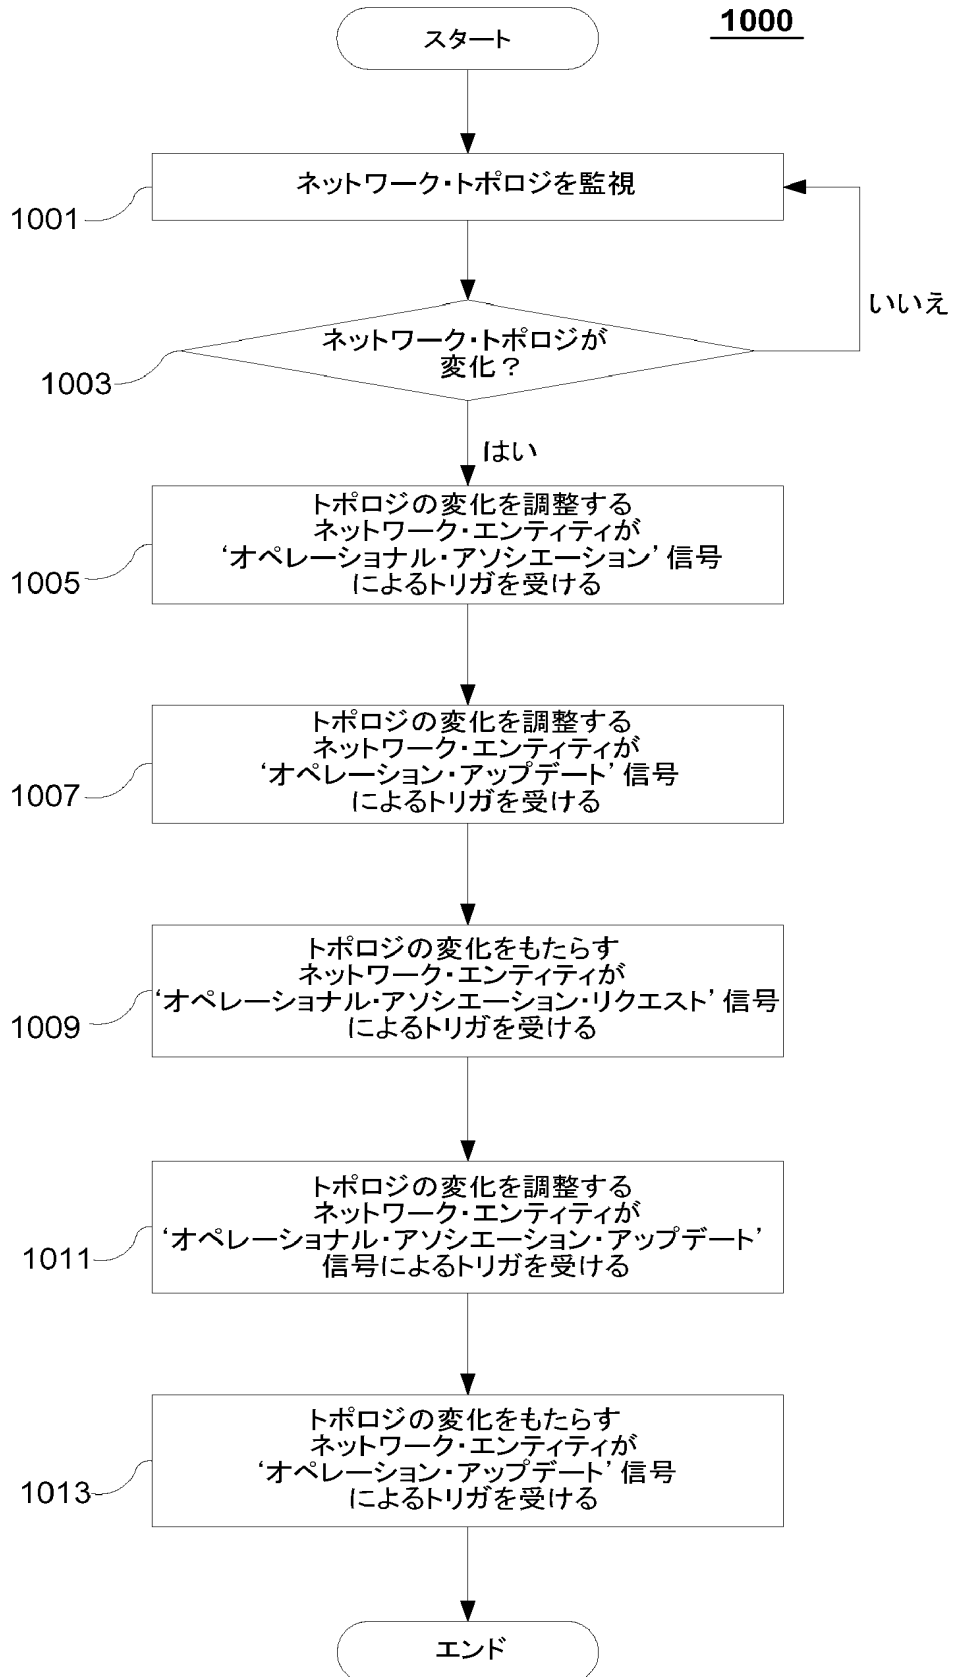 1000
スタート
ネットワーク・トポロジを監視
1001
いいえ
ネットワーク・トポロジが
変化？
1003
はい
トポロジの変化を調整する
ネットワーク・エンティティが
‘オペレーショナル・アソシエーション’ 信号
によるトリガを受ける
1005
トポロジの変化を調整する
ネットワーク・エンティティが
‘オペレーション・アップデート’ 信号
によるトリガを受ける
1007
トポロジの変化をもたらす
ネットワーク・エンティティが
‘オペレーショナル・アソシエーション・リクエスト’ 信号
によるトリガを受ける
1009
トポロジの変化を調整する
ネットワーク・エンティティが
‘オペレーショナル・アソシエーション・アップデート’
信号によるトリガを受ける
1011
トポロジの変化をもたらす
ネットワーク・エンティティが
‘オペレーション・アップデート’ 信号
によるトリガを受ける
1013
エンド